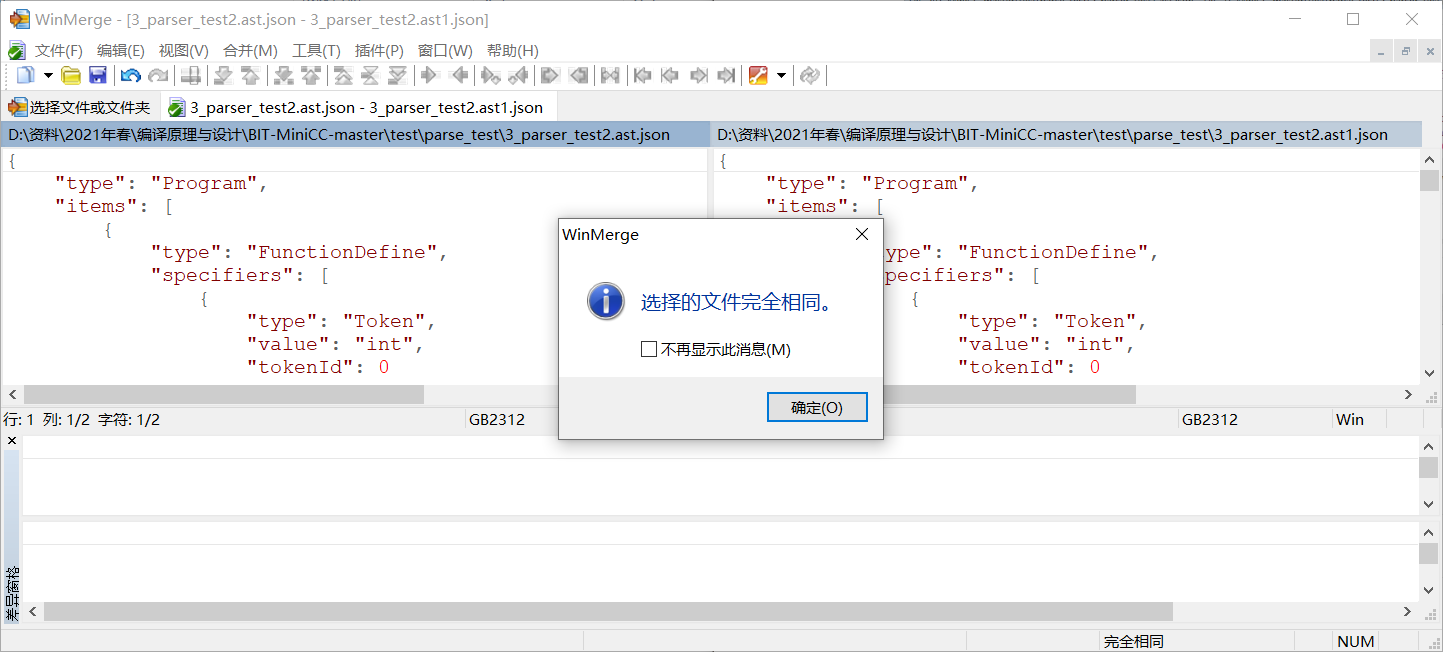 WinMerge - [3_parser_test2.ast.json - 3_parser_test2.ast1.json]
文件(F) 编辑(E) 视图(V) 合并(M) 工具(T) 插件(P) 窗口(W) 帮助(H)
选择文件或文件夹 3_parser_test2.ast.json - 3_parser_test2.ast1.json
D:\资料\2021年春\编译原理与设计\BIT-MiniCC-master\test\parse_test\3_parser_test2.ast.json
{
"type": "Program",
"items": [
{
"type": "FunctionDefine",
"specifiers": [
{
"type": "Token",
"value": "int",
"tokenId": 0
D:\资料\2021年春\编译原理与设计\BIT-MiniCC-master\test\parse_test\3_parser_test2.ast1.json
{
"type": "Program",
"items": [
ype": "FunctionDefine",
pecifiers": [
{
"type": "Token",
"value": "int",
"tokenId": 0
WinMerge
选择的文件完全相同。
不再显示此消息(M)
确定(O)
行: 1 列: 1/2 字符: 1/2 GB2312
GB2312 Win
差异窗格
完全相同 NUM